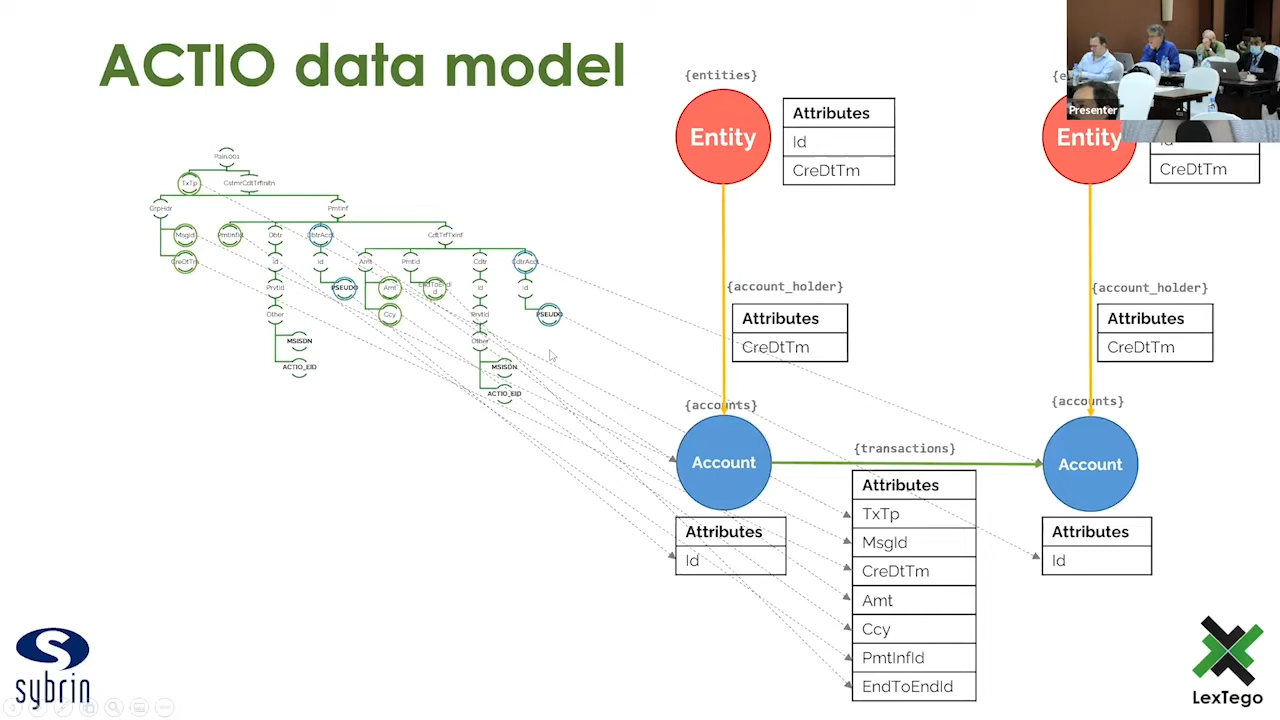 ACTIO data model
Pain.001
TxTp
CstmrCdtTrfInitn
GrpHdr
PmtInf
MsgId
PmtInfId
Dbtr
DbtrAcct
CdtTrfTxInf
CreDtTm
Id
Id
Amt
PmtId
Cdtr
CdtrAcct
PrvtId
PSEUDO
Amt
EndToEndI
d
Id
Id
Other
Ccy
PrvtId
PSEUDO
MSISDN
Other
ACTIO_EID
MSISDN
ACTIO_EID
{entities}
Entity
Attributes
Id
CreDtTm
{account_holder}
Attributes
CreDtTm
{accounts}
Account
Attributes
Id
{transactions}
Attributes
TxTp
MsgId
CreDtTm
Amt
Ccy
PmtInfId
EndToEndId
Presenter
Entity
Id
CreDtTm
{account_holder}
Attributes
CreDtTm
{accounts}
Account
Attributes
Id
sybrin
LexTego